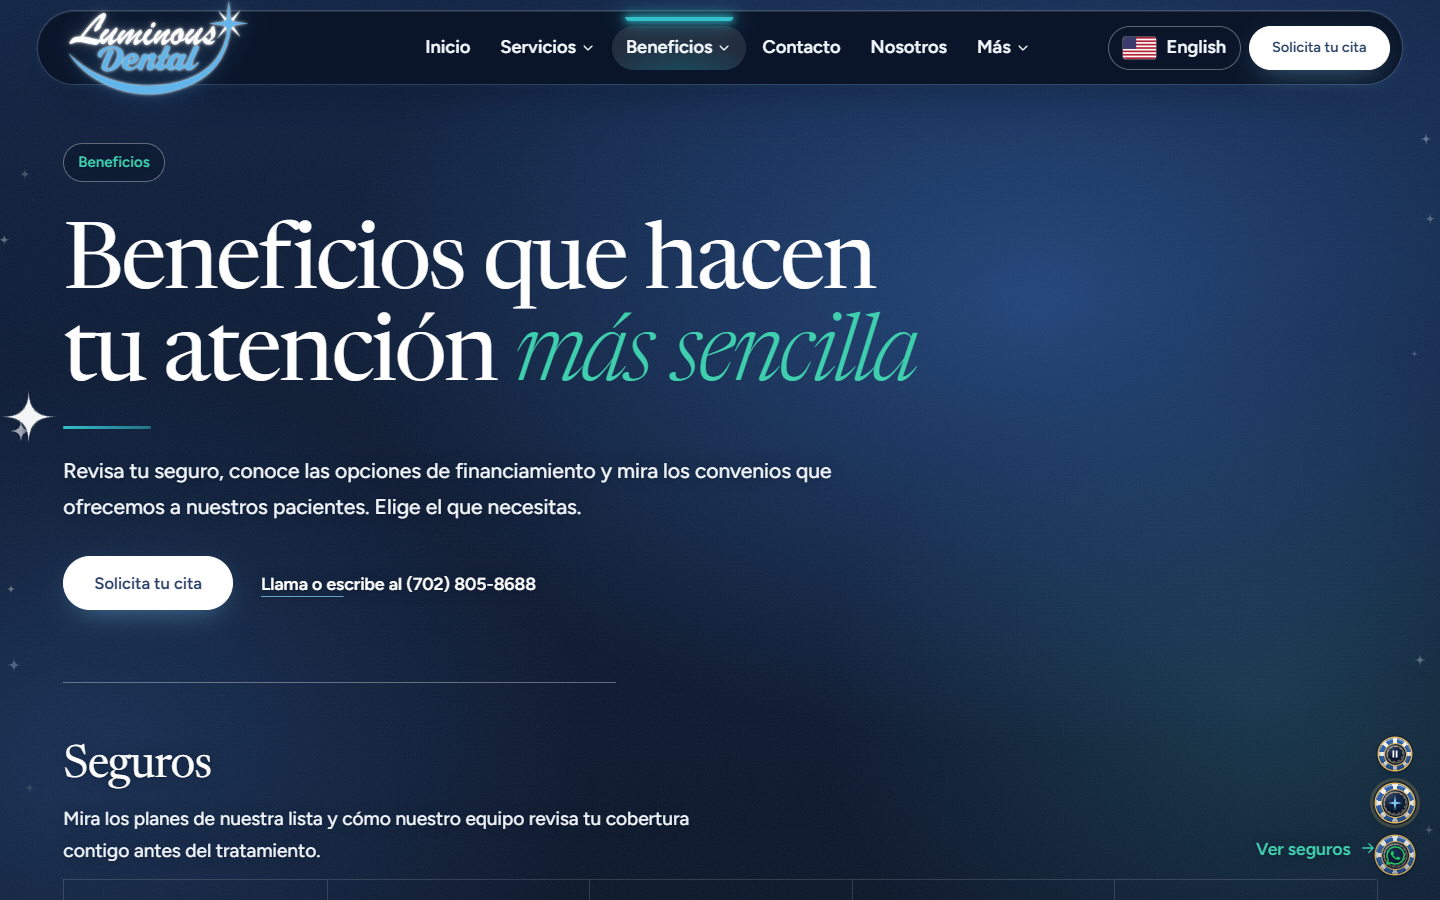 Luminous
Dental
Inicio
Servicios
Beneficios
Contacto
Nosotros
Más
English
Solicita tu cita
Beneficios
Beneficios que hacen
tu atención más sencilla
Revisa tu seguro, conoce las opciones de financiamiento y mira los convenios que
ofrecemos a nuestros pacientes. Elige el que necesitas.
Solicita tu cita
Llama o escribe al (702) 805-8688
Seguros
Mira los planes de nuestra lista y cómo nuestro equipo revisa tu cobertura
contigo antes del tratamiento.
Ver seguros